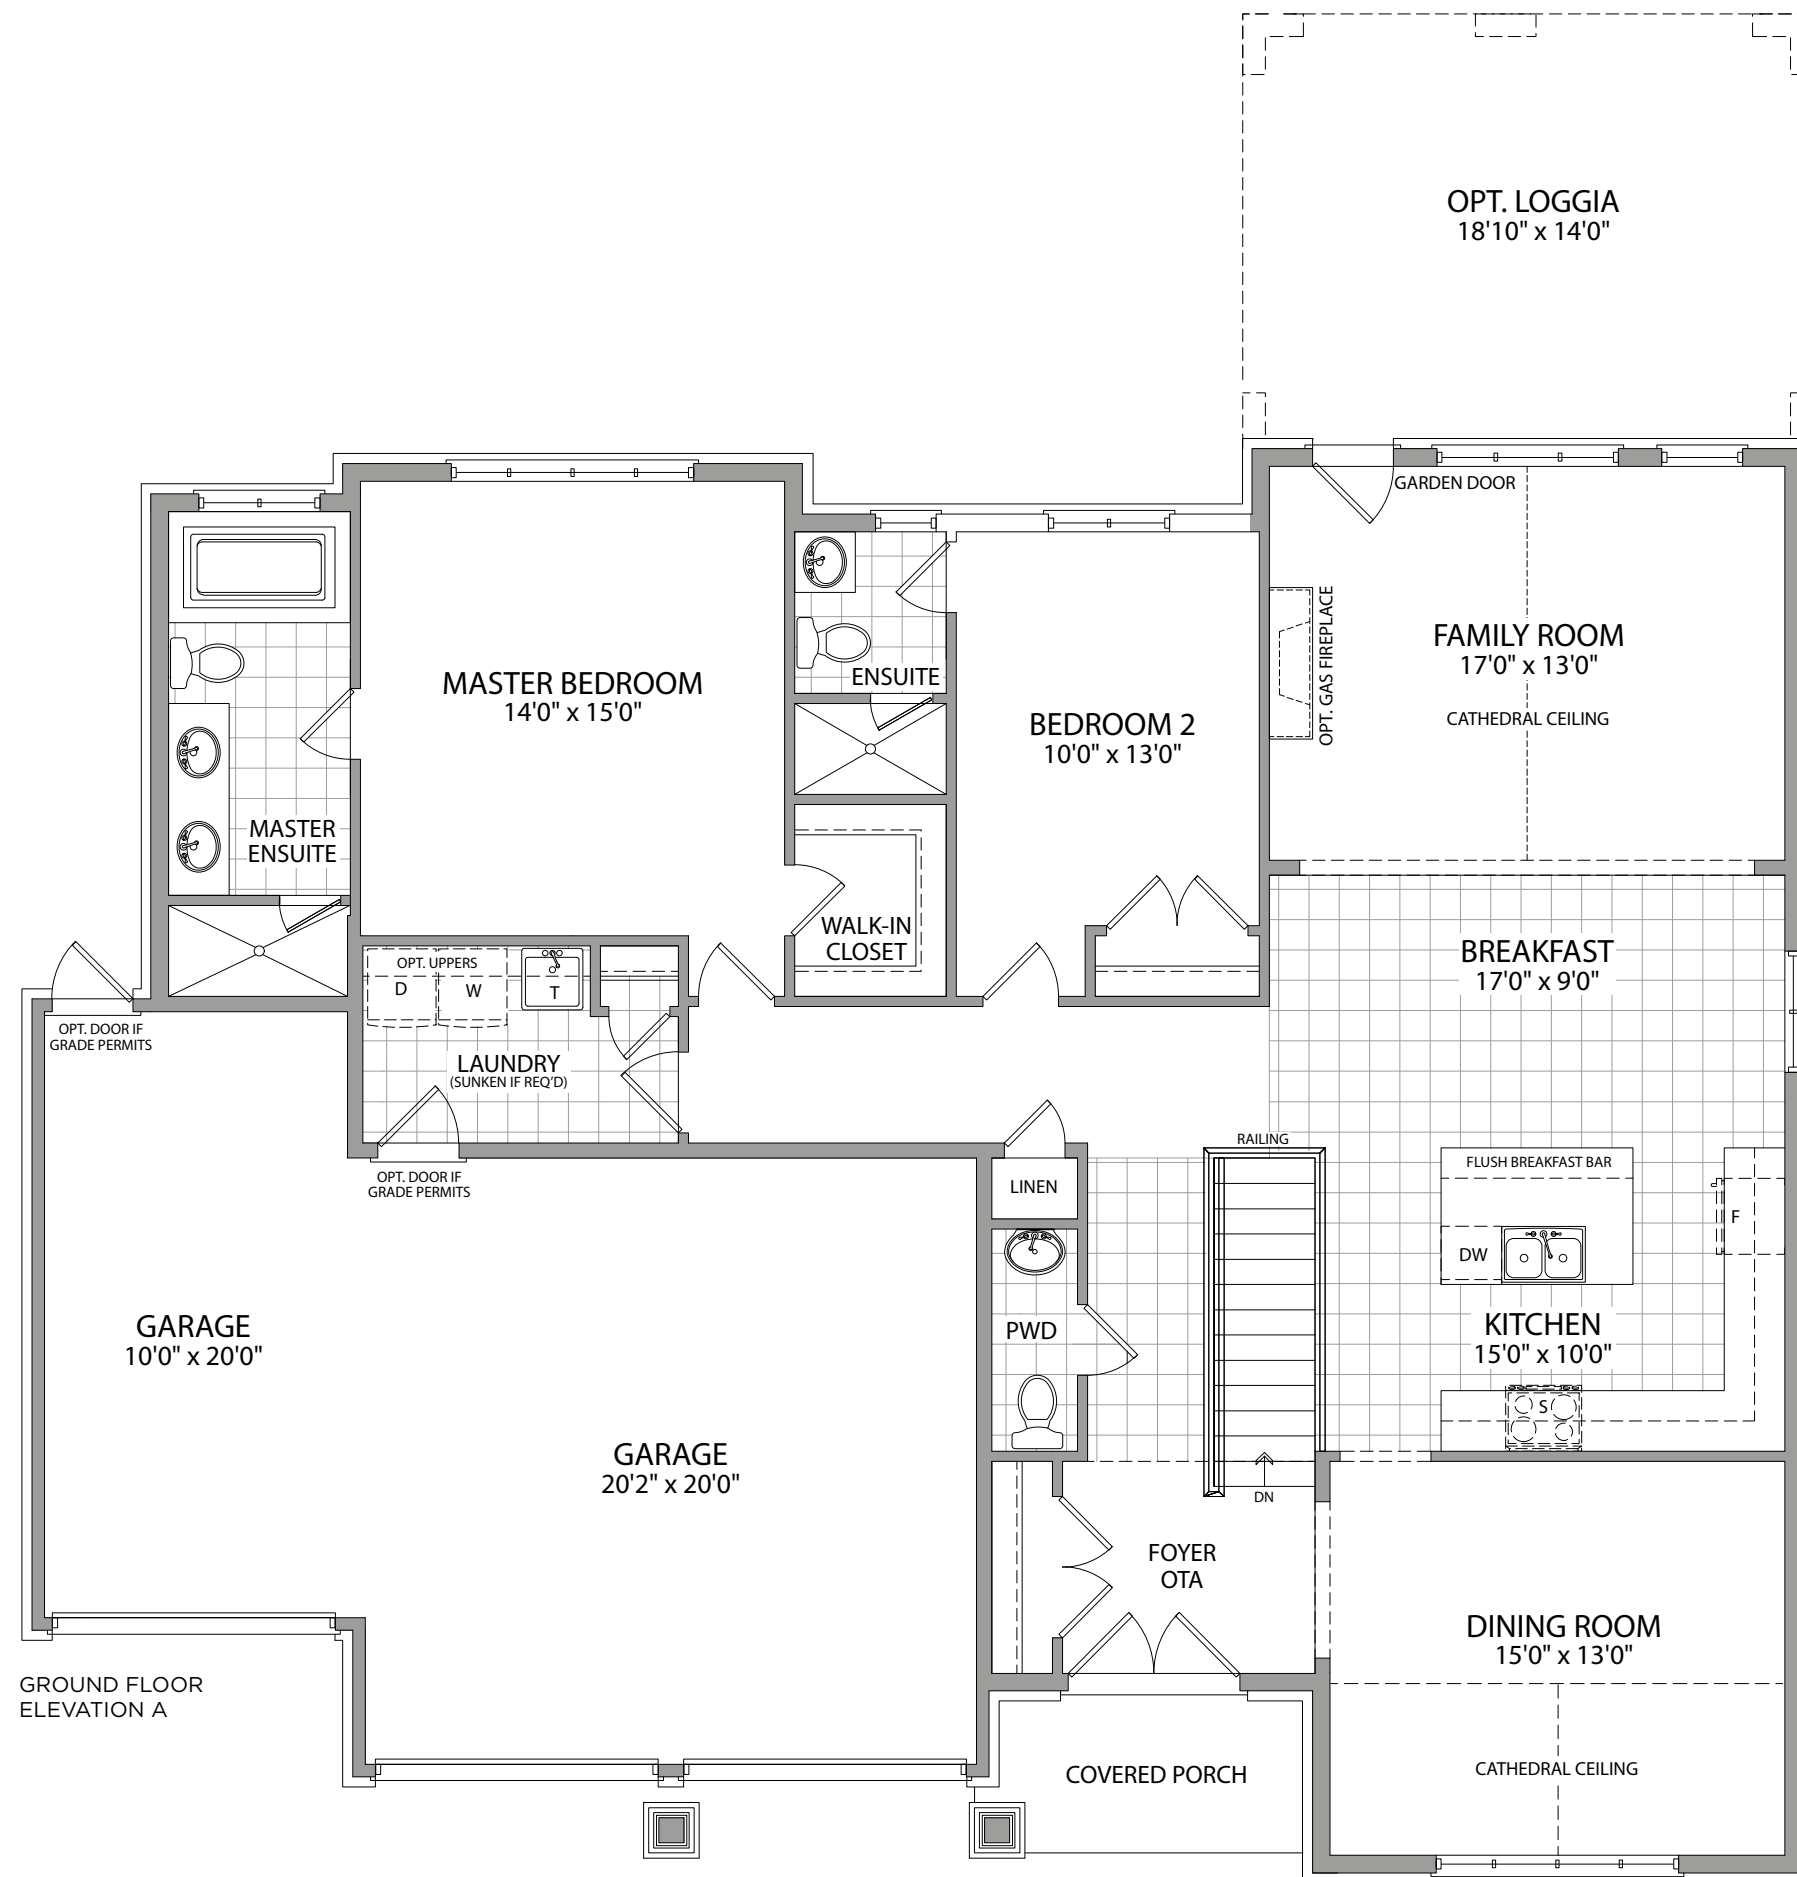 OPT. LOGGIA
18'10" x 14'0"
GARDEN DOOR
OPT. GAS FIREPLACE
FAMILY ROOM
17'0" x 13'0"
CATHEDRAL CEILING
MASTER BEDROOM
14'0" x 15'0"
ENSUITE
BEDROOM 2
10'0" x 13'0"
MASTER
ENSUITE
WALK-IN
CLOSET
BREAKFAST
17'0" x 9'0"
OPT. UPPERS
D
W
T
OPT. DOOR IF
GRADE PERMITS
LAUNDRY
(SUNKEN IF REQ'D)
OPT. DOOR IF
GRADE PERMITS
RAILING
LINEN
FLUSH BREAKFAST BAR
F
DW
KITCHEN
15'0" x 10'0"
S
GARAGE
10'0" x 20'0"
PWD
GARAGE
20'2" x 20'0"
DN
FOYER
OTA
DINING ROOM
15'0" x 13'0"
CATHEDRAL CEILING
COVERED PORCH
GROUND FLOOR
ELEVATION A